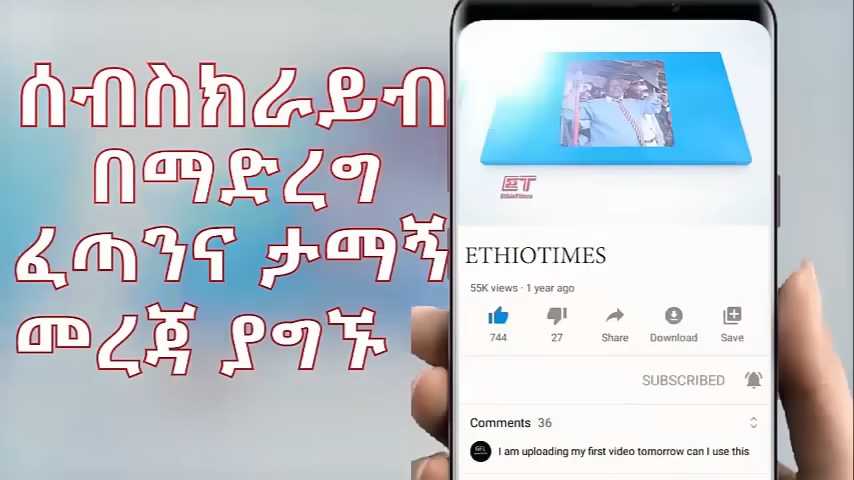 ሰብስክራይብ
በማድረግ
ፈጣንና ታማኝ
መረጃ ያግኙ
ET
EthioTimes
ETHIOTIMES
55K views · 1 year ago
744 27 Share Download Save
SUBSCRIBED
Comments 36
I am uploading my first video tomorrow can I use this